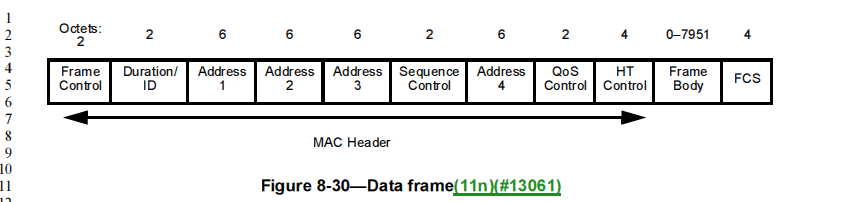 1
2
3
4
5
6
7
8
9
10
11
12
Octets:
2 2 6 6 6 2 6 2 4 0–7951 4
Frame Control Duration/ ID Address 1 Address 2 Address 3 Sequence Control Address 4 QoS Control HT Control Frame Body FCS
MAC Header
Figure 8-30—Data frame(11n)(#13061)